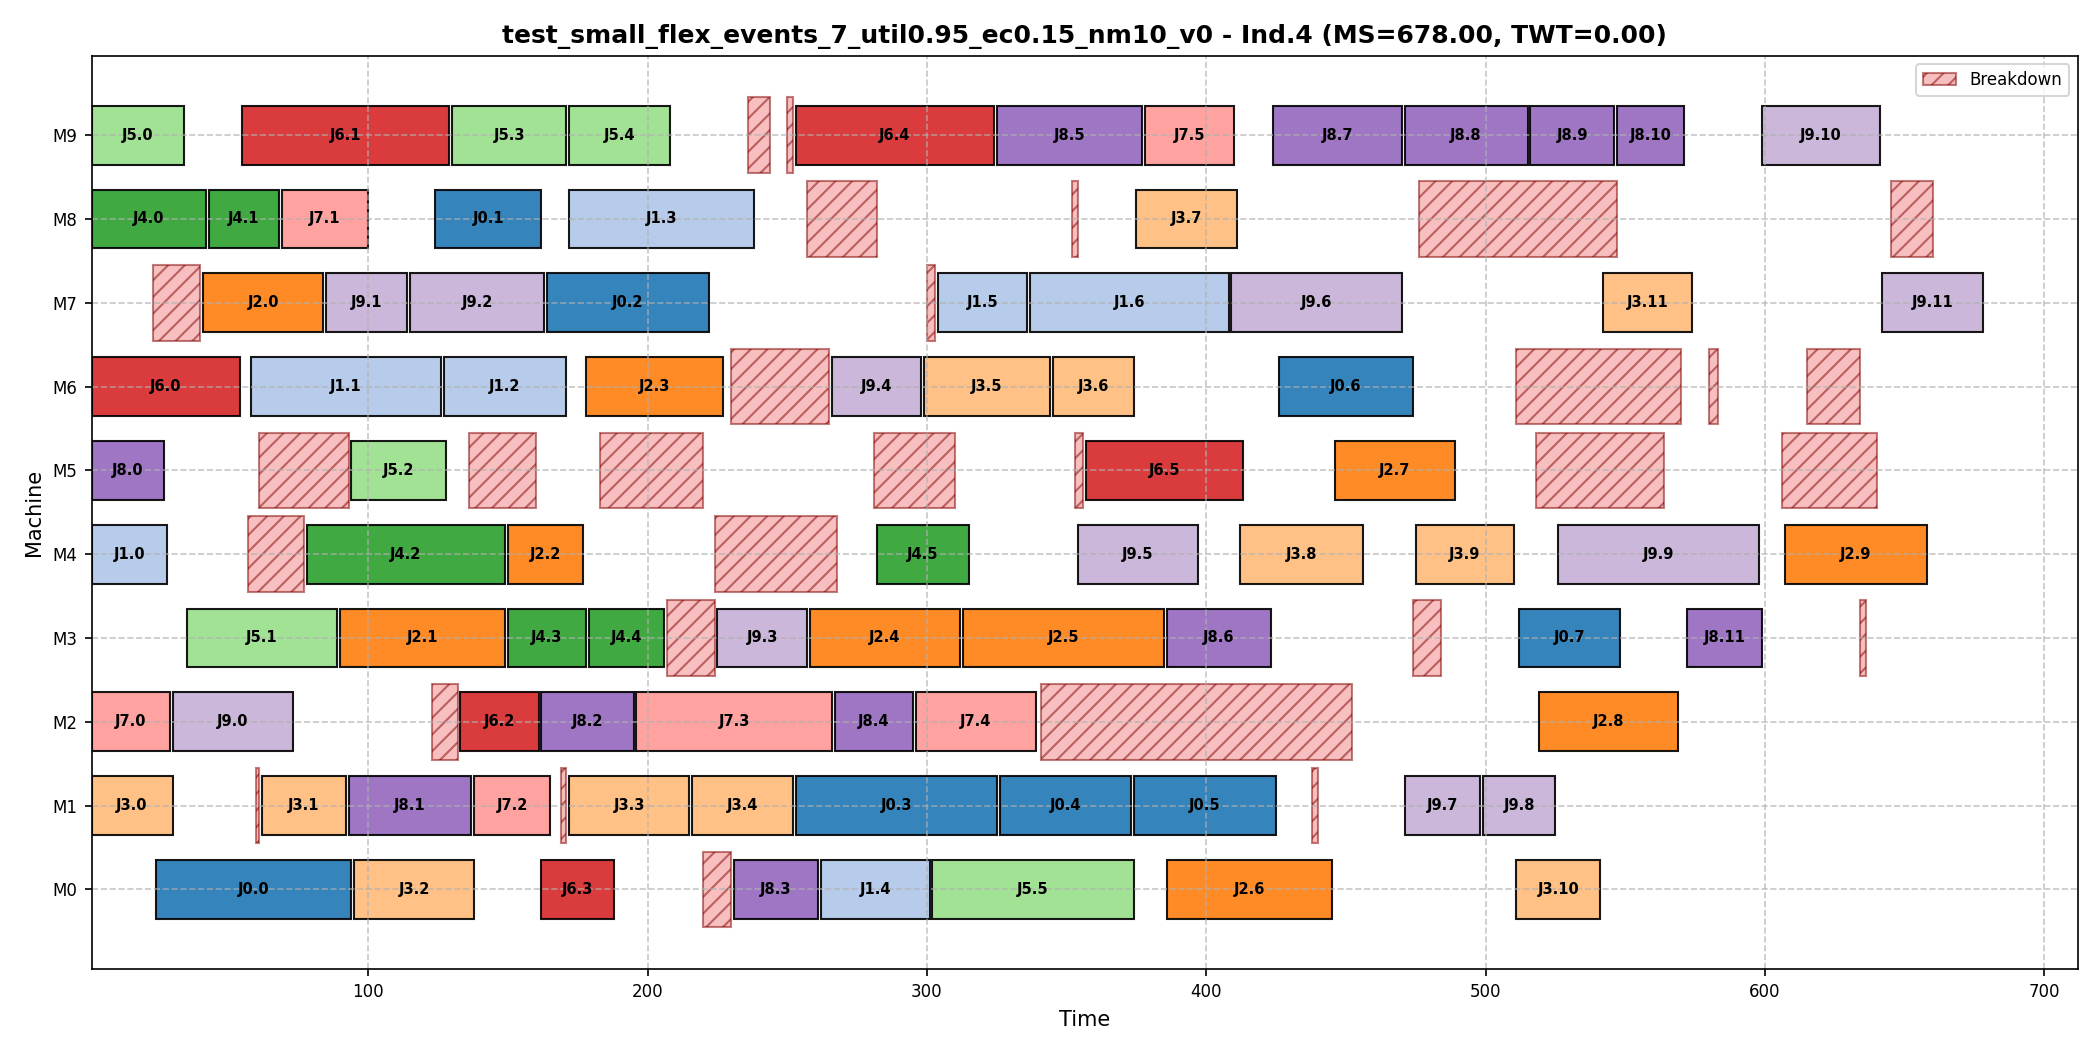 test_small_flex_events_7_util0.95_ec0.15_nm10_v0 - Ind.4 (MS=678.00, TWT=0.00)
Breakdown
M9 J5.0 J6.1 J5.3 J5.4 J6.4 J8.5 J7.5 J8.7 J8.8 J8.9 J8.10 J9.10
M8 J4.0 J4.1 J7.1 J0.1 J1.3 J3.7
M7 J2.0 J9.1 J9.2 J0.2 J1.5 J1.6 J9.6 J3.11 J9.11
M6 J6.0 J1.1 J1.2 J2.3 J9.4 J3.5 J3.6 J0.6
M5 J8.0 J5.2 J6.5 J2.7
M4 J1.0 J4.2 J2.2 J4.5 J9.5 J3.8 J3.9 J9.9 J2.9
M3 J5.1 J2.1 J4.3 J4.4 J9.3 J2.4 J2.5 J8.6 J0.7 J8.11
M2 J7.0 J9.0 J6.2 J8.2 J7.3 J8.4 J7.4 J2.8
M1 J3.0 J3.1 J8.1 J7.2 J3.3 J3.4 J0.3 J0.4 J0.5 J9.7 J9.8
M0 J0.0 J3.2 J6.3 J8.3 J1.4 J5.5 J2.6 J3.10
Machine
100 200 300 400 500 600 700
Time